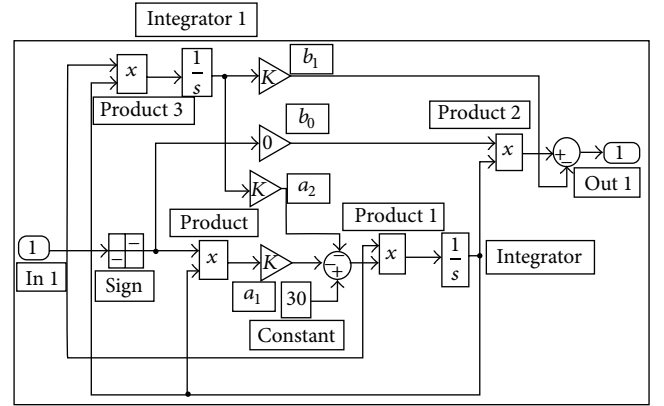 Integrator 1
x
1
s
K
b₁
Product 3
Product 2
b₀
0
x
+
−
1
Out 1
K
a₂
Product
Product 1
1
In 1
−
−
Sign
x
K
−
−
+
x
1
s
Integrator
a₁
30
Constant